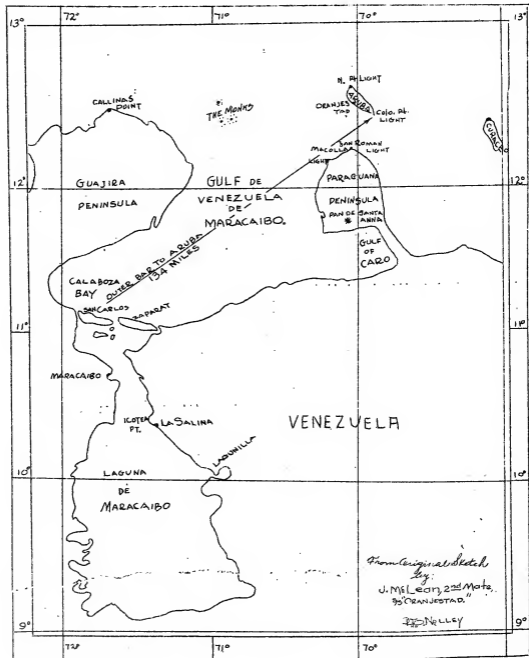 72° 71° 70°
13° 13°
N. Pt LIGHT
ARUBA
CALLINAS
POINT
THE MONKS
ORANJES
TAD
COLO. Pt.
LIGHT
CURACAO
SAN ROMAN
LIGHT
MACOLLA
LIGHT
12° 12°
GUAJIRA
PENINSULA
GULF DE
VENEZUELA
DE
MARACAIBO.
PARAGUANA
PENINSULA
PAN DE SANTA
ANNA
GULF
OF
CARO
OUTER BAR TO ARUBA
134 MILES
CALABOZA
BAY
SAN CARLOS
ZAPARAT
11° 11°
MARACAIBO
ICOTEA
PT.
LA SALINA
VENEZUELA
LAGUNILLA
10° 10°
LAGUNA
DE
MARACAIBO
From Original Sketch
by:
J. McLean, 2nd Mate,
S/S "ORANJESTAD."
KELLEY
9° 9°
72° 71° 70°